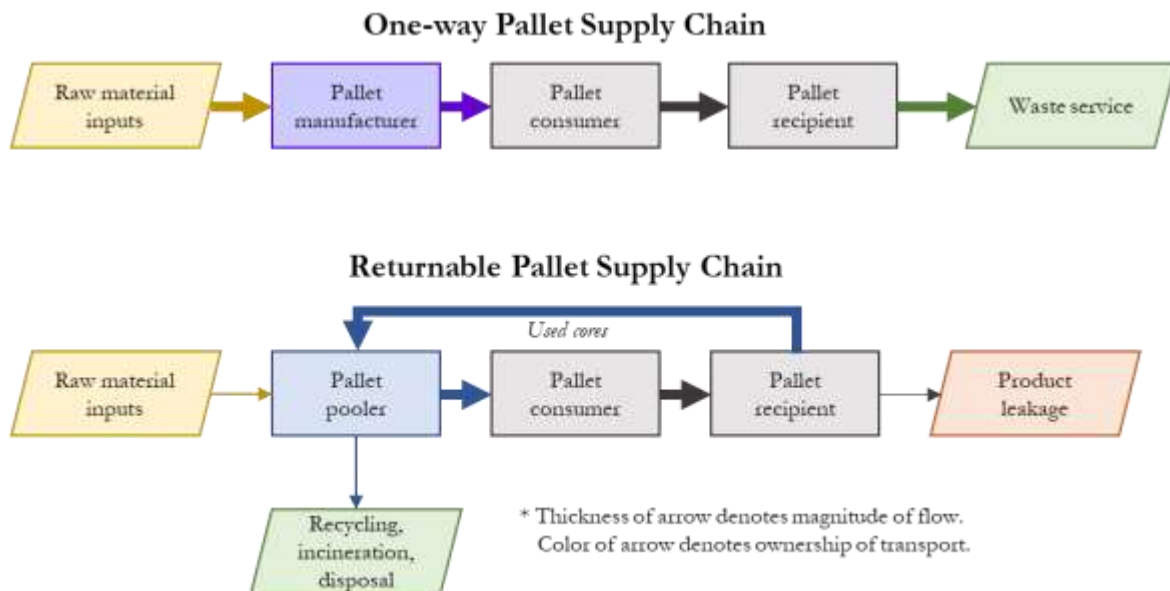 One-way Pallet Supply Chain
Raw material
inputs
Pallet
manufacturer
Pallet
consumer
Pallet
recipient
Waste service
Returnable Pallet Supply Chain
Used cores
Raw material
inputs
Pallet
pooler
Pallet
consumer
Pallet
recipient
Product
leakage
Recycling,
incineration,
disposal
* Thickness of arrow denotes magnitude of flow.
Color of arrow denotes ownership of transport.